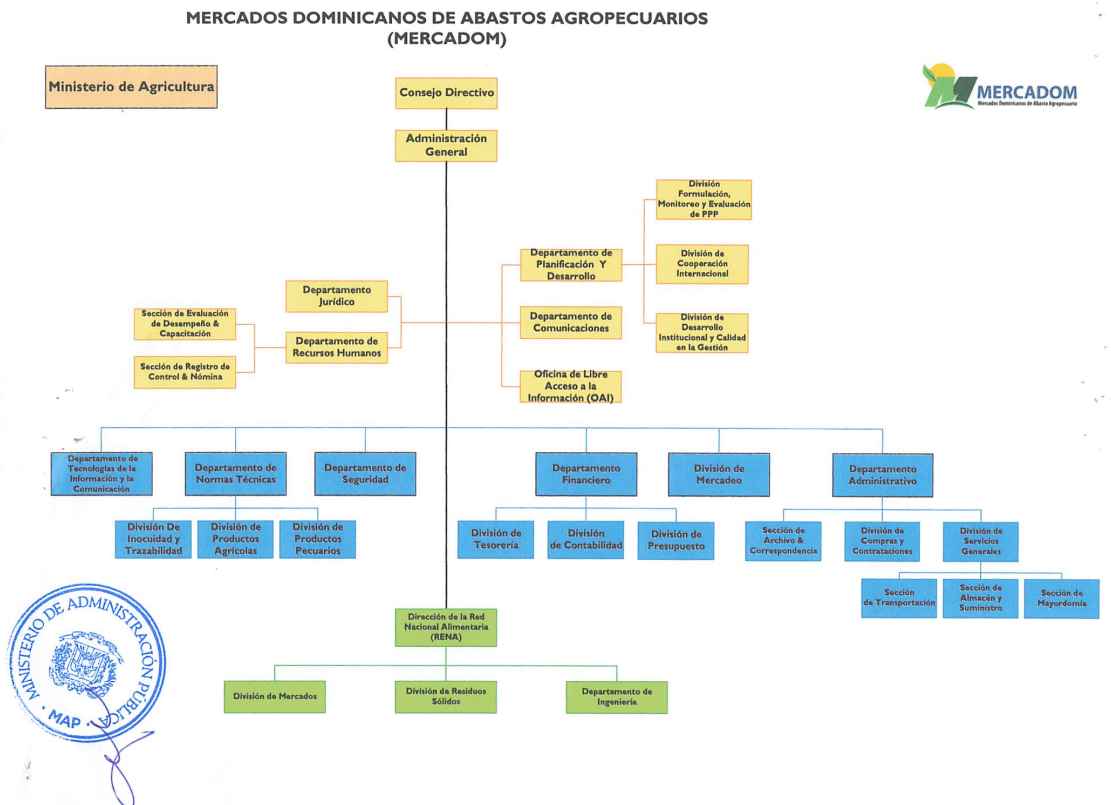 MERCADOS DOMINICANOS DE ABASTOS AGROPECUARIOS
(MERCADOM)
Ministerio de Agricultura
Consejo Directivo
MERCADOM
Mercados Dominicanos de Abasto Agropecuario
Administración
General
División
Formulación,
Monitoreo y Evaluación
de PPP
Departamento de
Planificación Y
Desarrollo
División de
Cooperación
Internacional
Departamento
Jurídico
Sección de Evaluación
de Desempeño &
Capacitación
Departamento de
Comunicaciones
División de
Desarrollo
Institucional y Calidad
en la Gestión
Departamento de
Recursos Humanos
Sección de Registro de
Control & Nómina
Oficina de Libre
Acceso a la
Información (OAI)
Departamento de
Tecnologías de la
Información y la
Comunicación
Departamento de
Normas Técnicas
Departamento de
Seguridad
Departamento
Financiero
División de
Mercadeo
Departamento
Administrativo
División De
Inocuidad y
Trazabilidad
División de
Productos
Agrícolas
División de
Productos
Pecuarios
División de
Tesorería
División
de Contabilidad
División de
Presupuesto
Sección de
Archivo &
Correspondencia
División de
Compras y
Contrataciones
División de
Servicios
Generales
Sección
de Transportación
Sección de
Almacén y
Suministro
Sección de
Mayordomía
Dirección de la Red
Nacional Alimentaria
(RENA)
División de Mercados
División de Residuos
Sólidos
Departamento de
Ingeniería
MINISTERIO DE ADMINISTRACIÓN PÚBLICA
· MAP ·